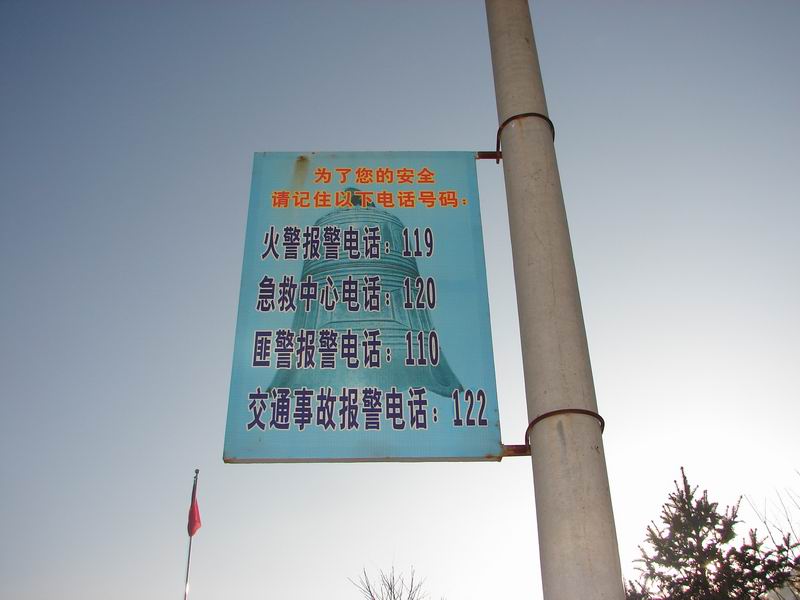 为了您的安全
请记住以下电话号码：
火警报警电话：119
急救中心电话：120
匪警报警电话：110
交通事故报警电话：122